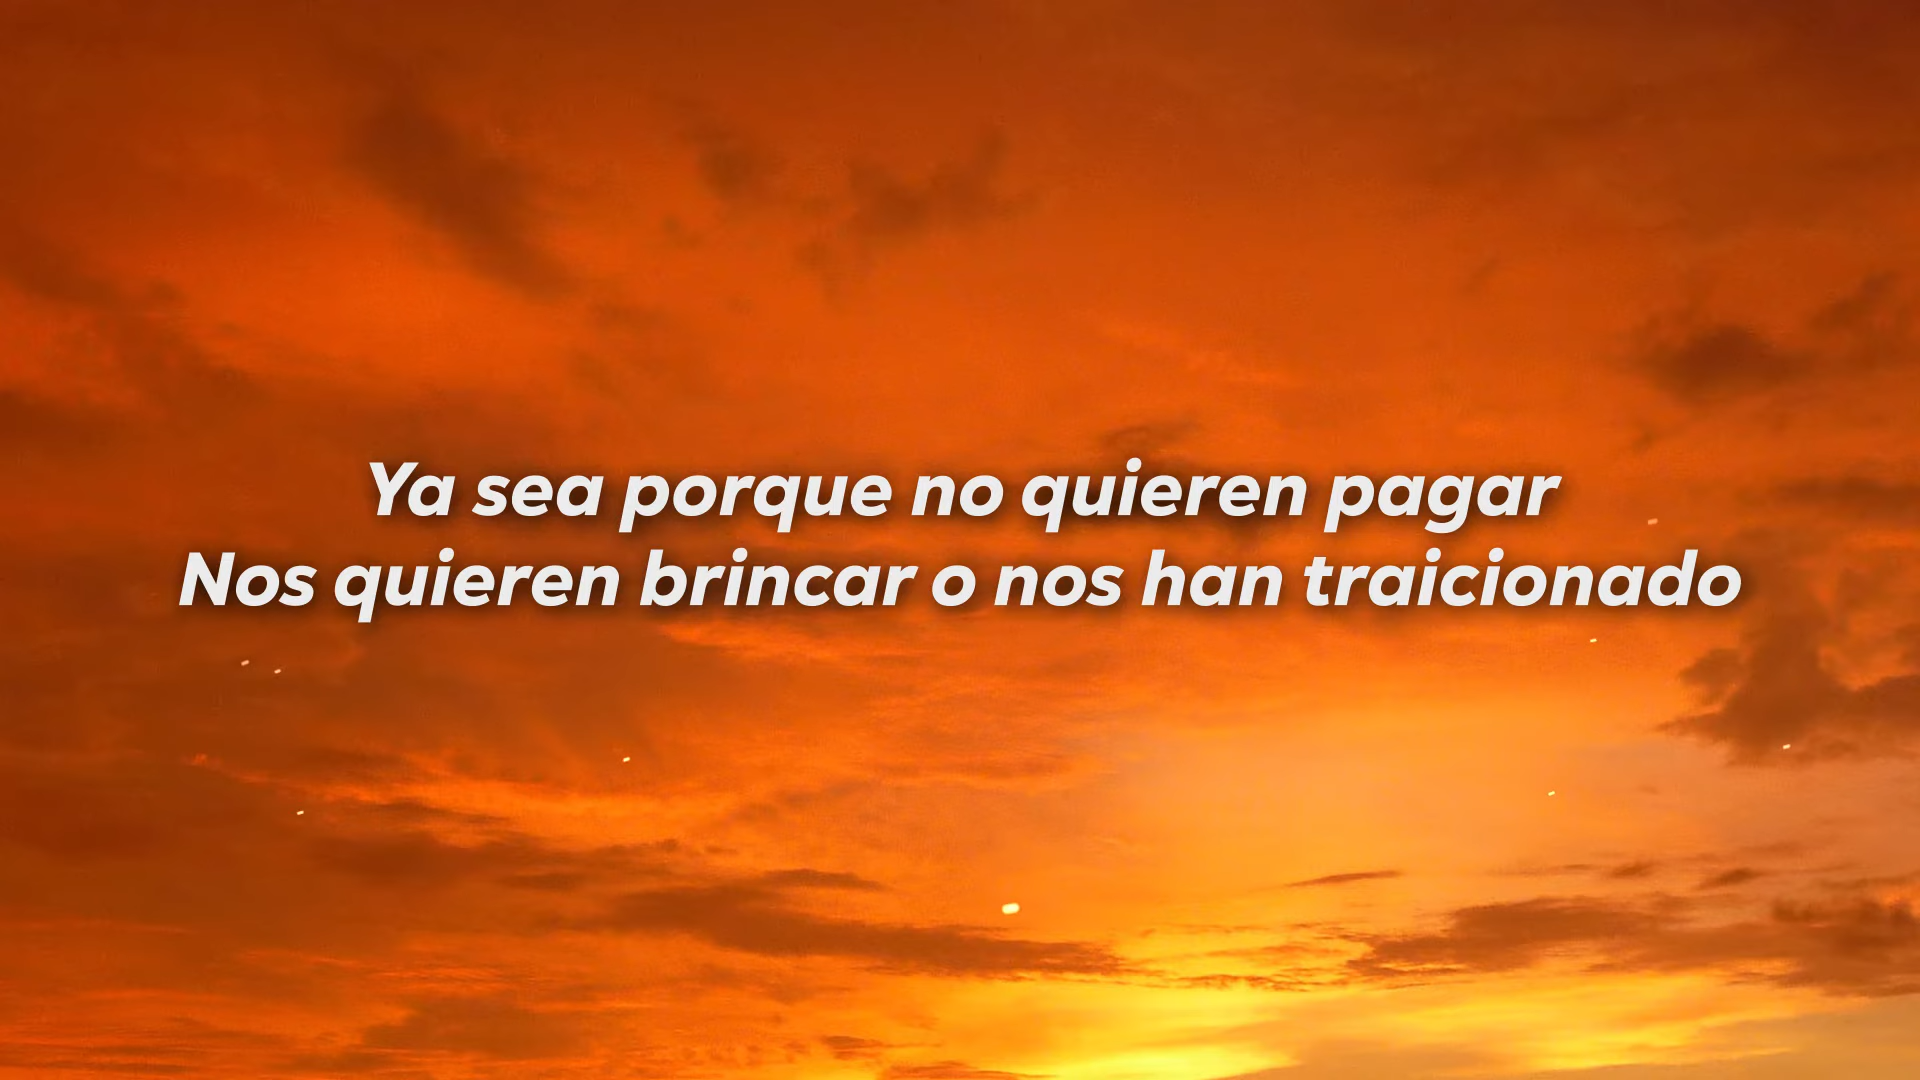 Ya sea porque no quieren pagar
Nos quieren brincar o nos han traicionado